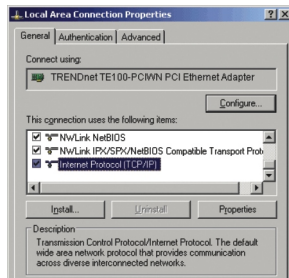 Local Area Connection Properties
General Authentication Advanced
Connect using:
TRENDnet TE100-PCIWN PCI Ethernet Adapter
Configure...
This connection uses the following items:
NWLink NetBIOS
NWLink IPX/SPX/NetBIOS Compatible Transport Proto
Internet Protocol (TCP/IP)
Install... Uninstall Properties
Description
Transmission Control Protocol/Internet Protocol. The default
wide area network protocol that provides communication
across diverse interconnected networks.